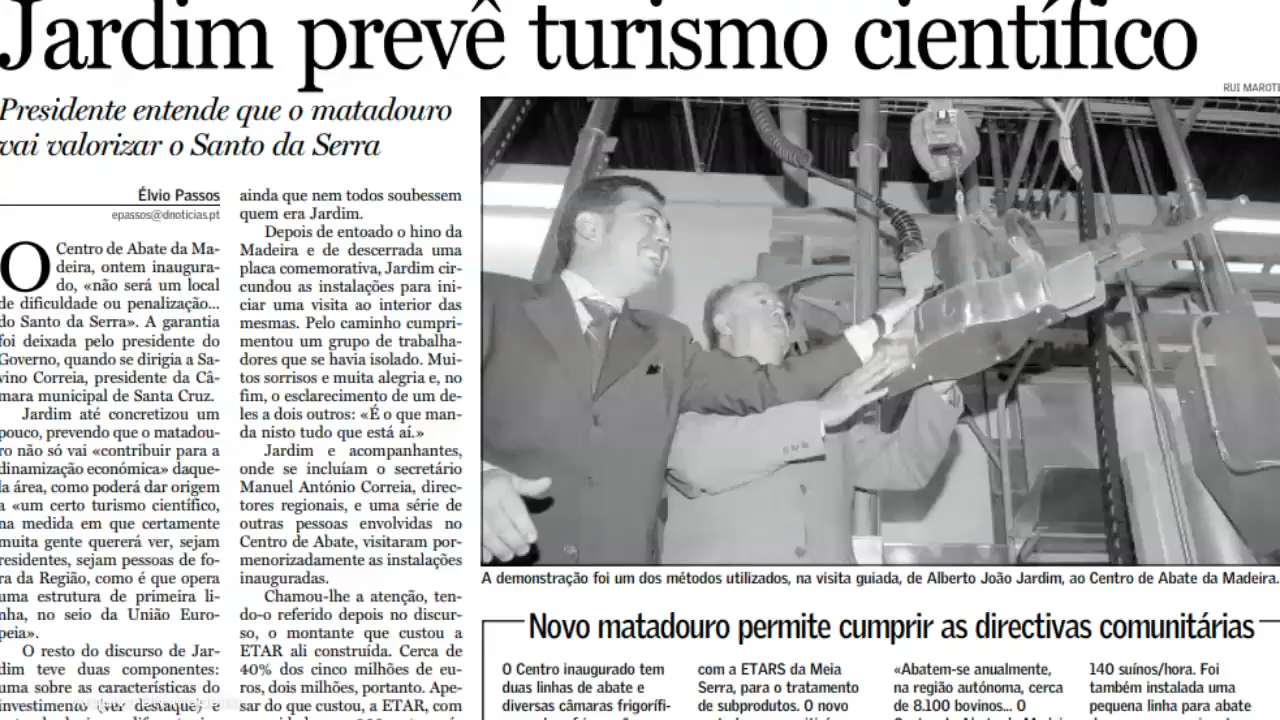 Jardim prevê turismo científico
Presidente entende que o matadouro
vai valorizar o Santo da Serra
Élvio Passos
epassos@dnoticias.pt
O Centro de Abate da Ma-
deira, ontem inaugura-
do, «não será um local
de dificuldade ou penalização...
do Santo da Serra». A garantia
foi deixada pelo presidente do
Governo, quando se dirigia a Sa-
vino Correia, presidente da Câ-
mara municipal de Santa Cruz.
Jardim até concretizou um
pouco, prevendo que o matadou-
ro não só vai «contribuir para a
dinamização económica» daque-
la área, como poderá dar origem
a «um certo turismo científico,
na medida em que certamente
muita gente quererá ver, sejam
residentes, sejam pessoas de fo-
ra da Região, como é que opera
uma estrutura de primeira li-
nha, no seio da União Euro-
peia».
O resto do discurso de Jar-
dim teve duas componentes:
uma sobre as características do
investimento (ver destaque) e
ainda que nem todos soubessem
quem era Jardim.
Depois de entoado o hino da
Madeira e de descerrada uma
placa comemorativa, Jardim cir-
cundou as instalações para ini-
ciar uma visita ao interior das
mesmas. Pelo caminho cumpri-
mentou um grupo de trabalha-
dores que se havia isolado. Mui-
tos sorrisos e muita alegria e, no
fim, o esclarecimento de um de-
les a dois outros: «É o que man-
da nisto tudo que está aí.»
Jardim e acompanhantes,
onde se incluíam o secretário
Manuel António Correia, direc-
tores regionais, e uma série de
outras pessoas envolvidas no
Centro de Abate, visitaram por-
menorizadamente as instalações
inauguradas.
Chamou-lhe a atenção, ten-
do-o referido depois no discur-
so, o montante que custou a
ETAR ali construída. Cerca de
40% dos cinco milhões de eu-
ros, dois milhões, portanto. Ape-
sar do que custou, a ETAR, com
RUI MAROTE
A demonstração foi um dos métodos utilizados, na visita guiada, de Alberto João Jardim, ao Centro de Abate da Madeira.
Novo matadouro permite cumprir as directivas comunitárias
O Centro inaugurado tem
duas linhas de abate e
diversas câmaras frigorífi-
com a ETARS da Meia
Serra, para o tratamento
de subprodutos. O novo
«Abatem-se anualmente,
na região autónoma, cerca
de 8.100 bovinos... O
140 suínos/hora. Foi
também instalada uma
pequena linha para abate